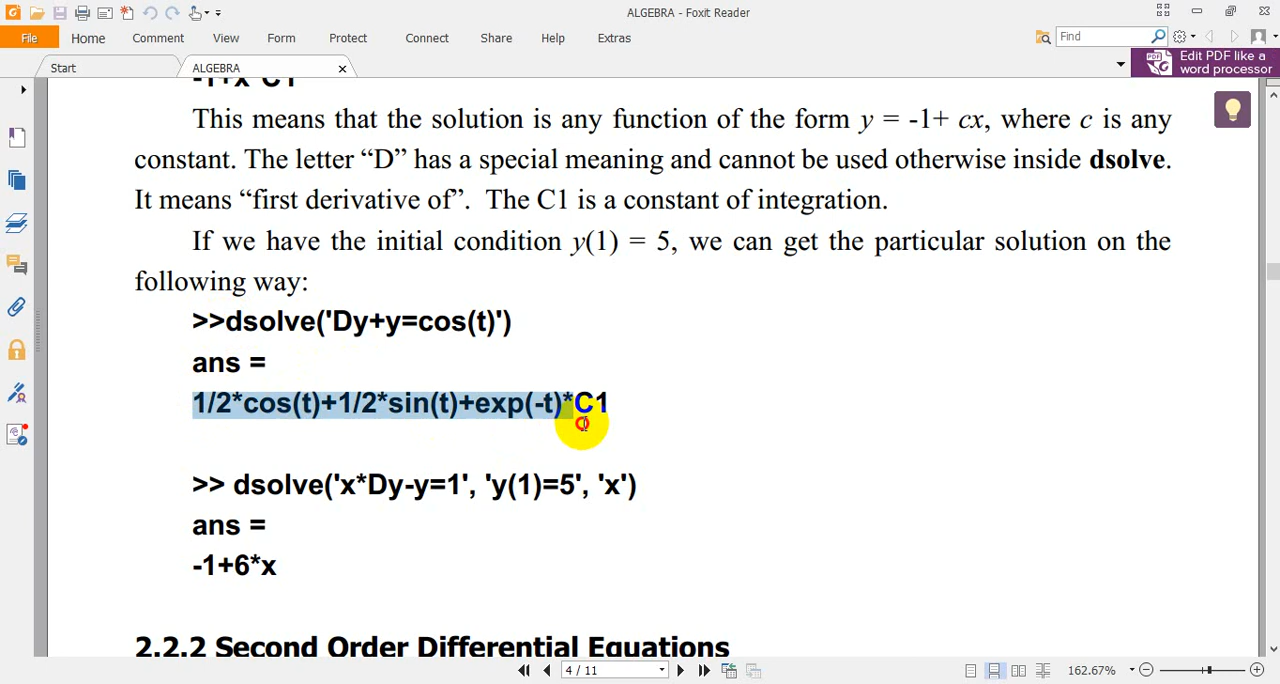 ALGEBRA - Foxit Reader
File Home Comment View Form Protect Connect Share Help Extras Find
Start ALGEBRA Edit PDF like a
word processor
-1+x*C1
This means that the solution is any function of the form y = -1+ cx, where c is any
constant. The letter “D” has a special meaning and cannot be used otherwise inside dsolve.
It means “first derivative of”. The C1 is a constant of integration.
If we have the initial condition y(1) = 5, we can get the particular solution on the
following way:
>>dsolve('Dy+y=cos(t)')
ans =
1/2*cos(t)+1/2*sin(t)+exp(-t)*C1
>> dsolve('x*Dy-y=1', 'y(1)=5', 'x')
ans =
-1+6*x
2.2.2 Second Order Differential Equations
4 / 11 162.67%